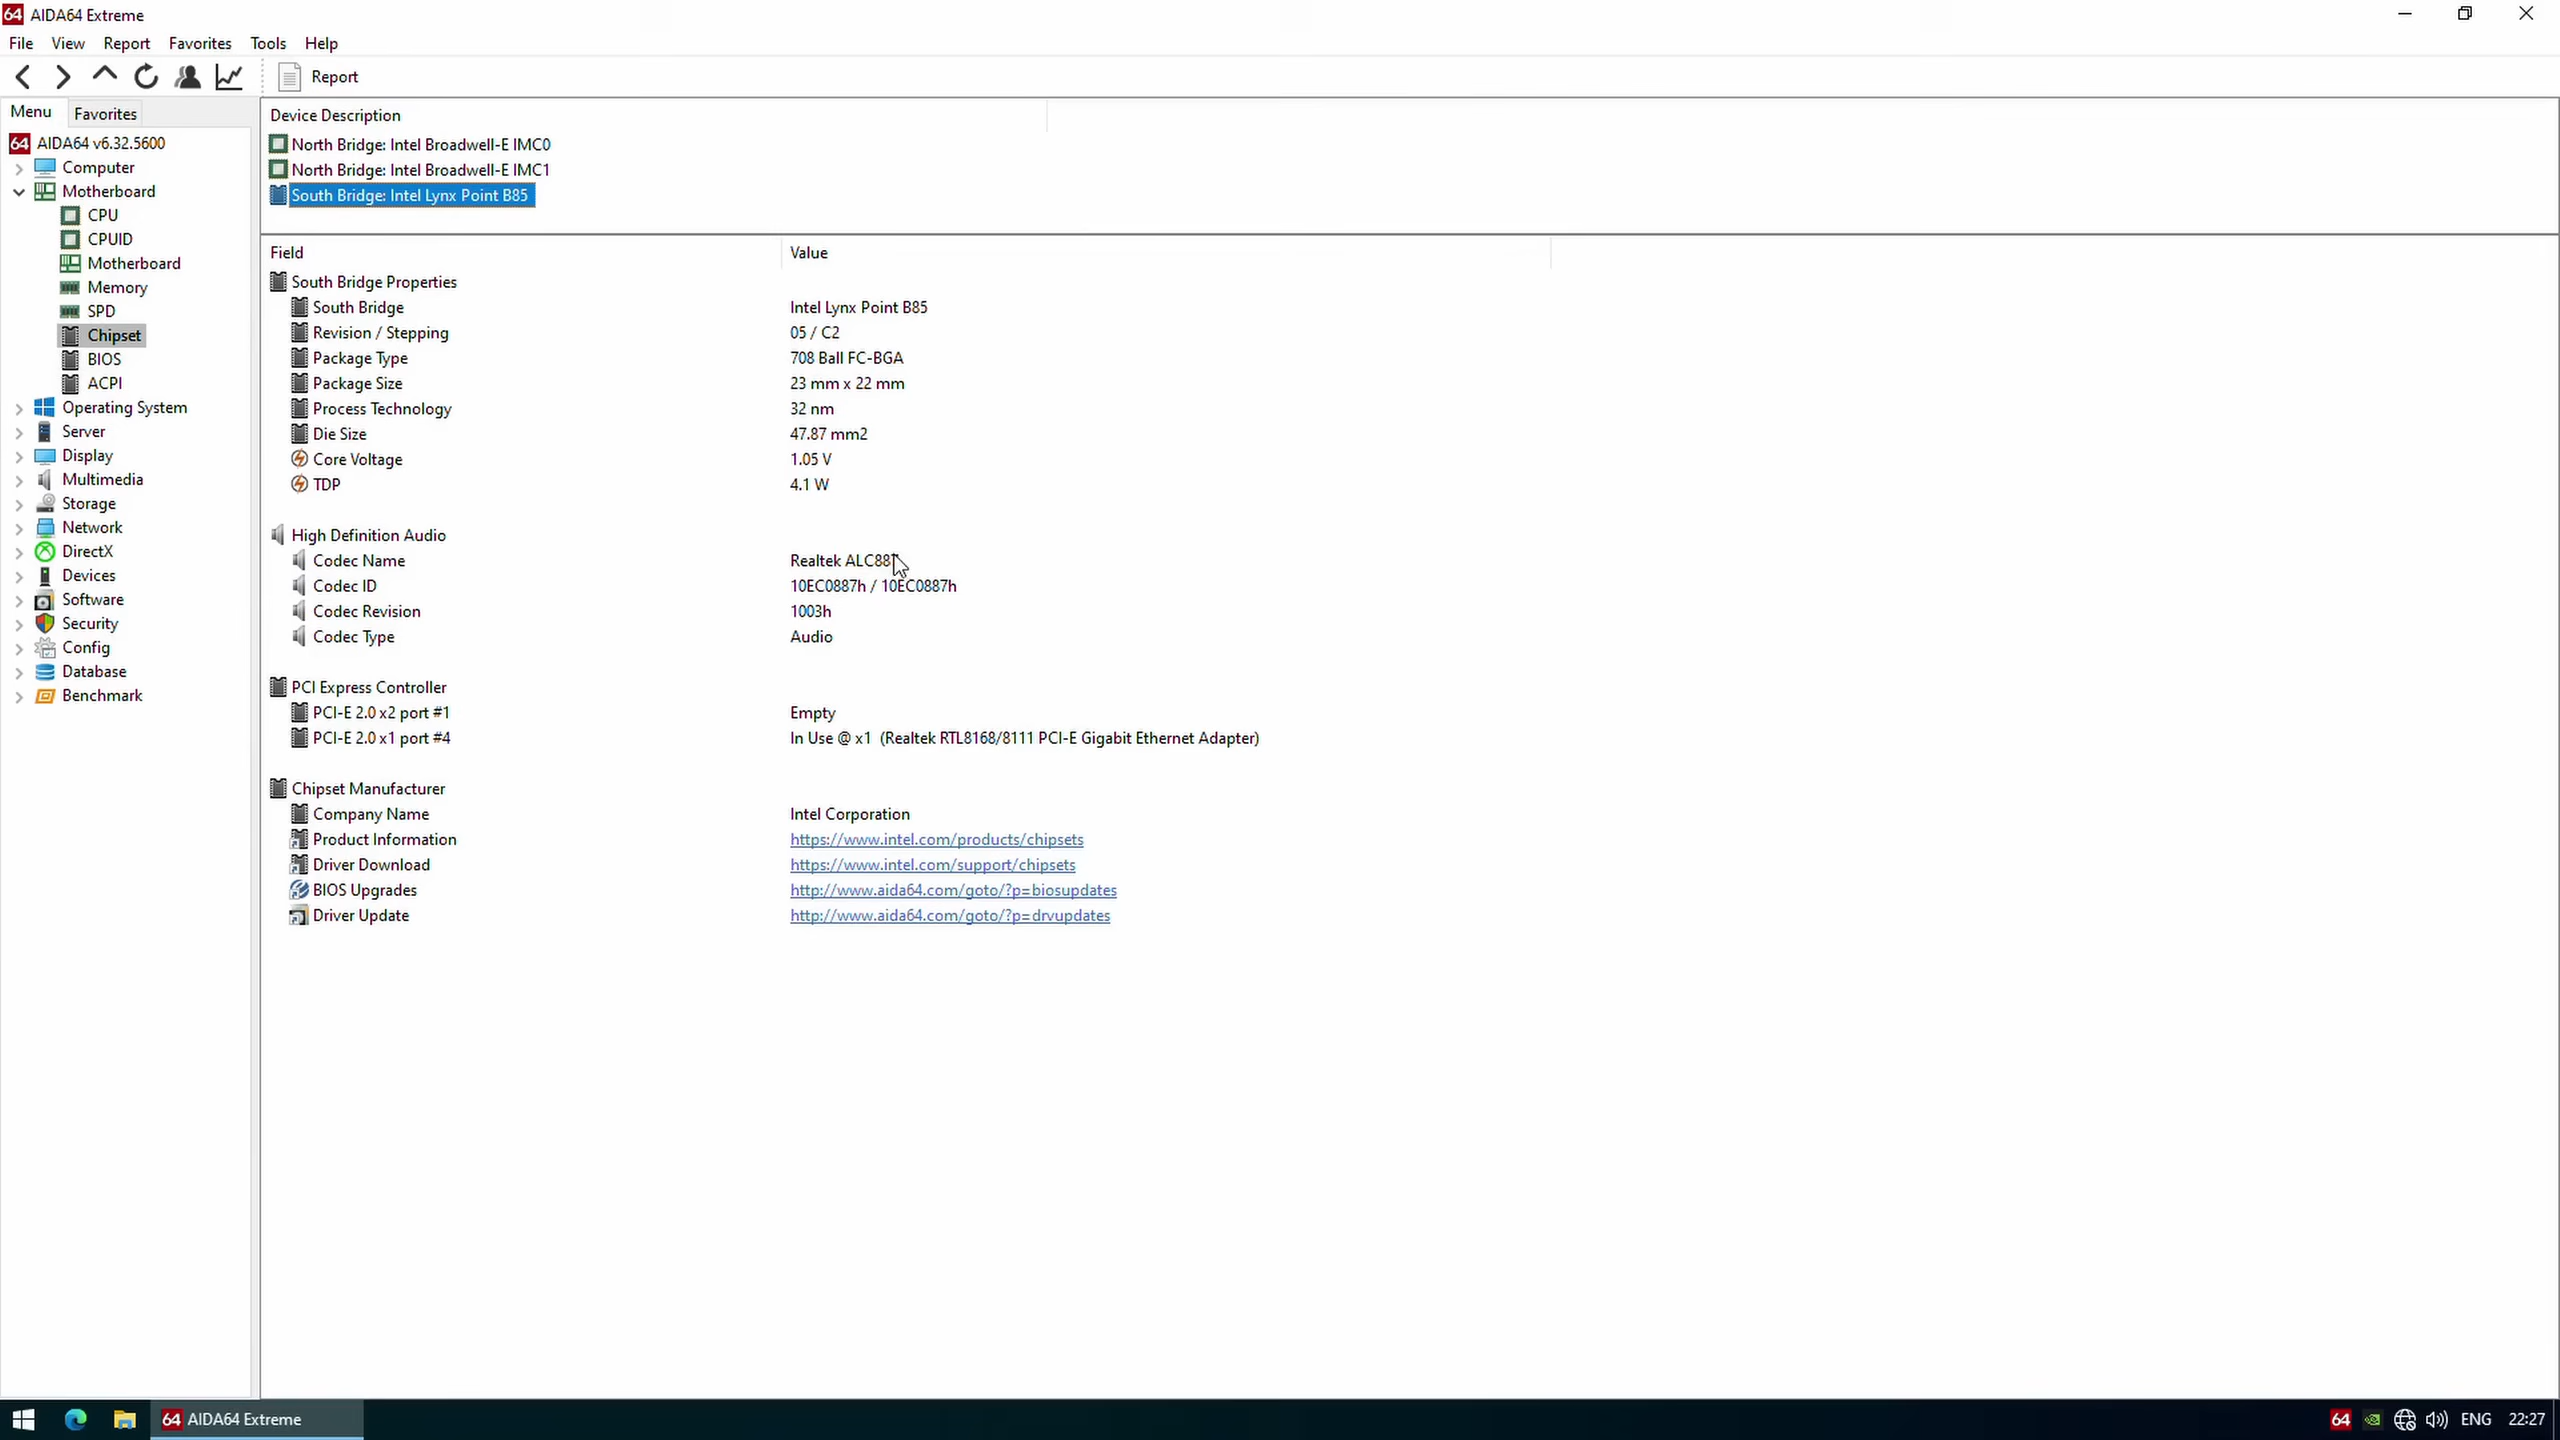 64 AIDA64 Extreme
File View Report Favorites Tools Help
Report
Menu Favorites
64 AIDA64 v6.32.5600
Computer
Motherboard
CPU
CPUID
Motherboard
Memory
SPD
Chipset
BIOS
ACPI
Operating System
Server
Display
Multimedia
Storage
Network
DirectX
Devices
Software
Security
Config
Database
Benchmark
Device Description
North Bridge: Intel Broadwell-E IMC0
North Bridge: Intel Broadwell-E IMC1
South Bridge: Intel Lynx Point B85
Field Value
South Bridge Properties
South Bridge Intel Lynx Point B85
Revision / Stepping 05 / C2
Package Type 708 Ball FC-BGA
Package Size 23 mm x 22 mm
Process Technology 32 nm
Die Size 47.87 mm2
Core Voltage 1.05 V
TDP 4.1 W
High Definition Audio
Codec Name Realtek
Codec ID 10EC0887h / 10EC0887h
Codec Revision 1003h
Codec Type Audio
PCI Express Controller
PCI-E 2.0 x2 port #1 Empty
PCI-E 2.0 x1 port #4 In Use @ x1 (Realtek RTL8168/8111 PCI-E Gigabit Ethernet Adapter)
Chipset Manufacturer
Company Name Intel Corporation
Product Information https://www.intel.com/products/chipsets
Driver Download https://www.intel.com/support/chipsets
BIOS Upgrades http://www.aida64.com/goto/?p=biosupdates
Driver Update http://www.aida64.com/goto/?p=drvupdates
64 AIDA64 Extreme
64 ENG 22:27